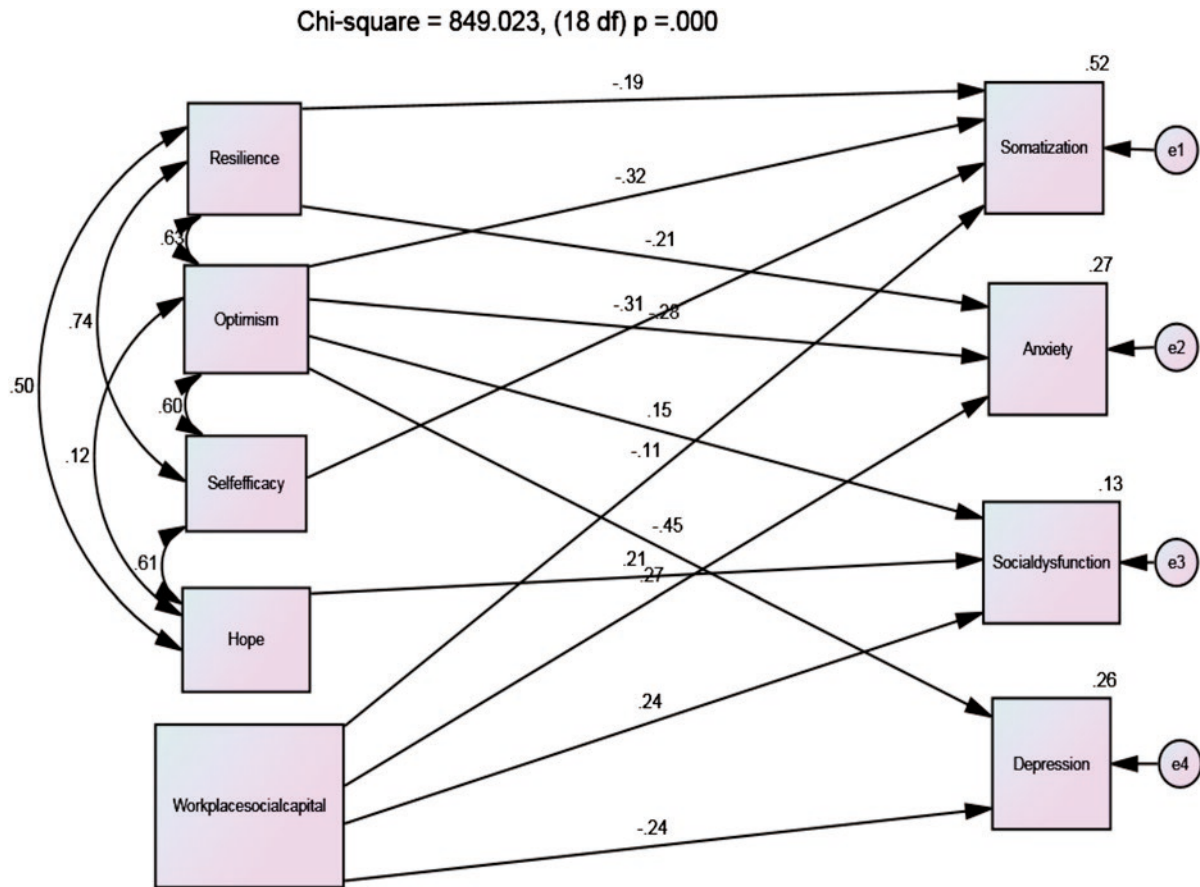 Chi-square = 849.023, (18 df) p =.000
.52
-.19
Resilience
Somatization
e1
-.32
.63
-.21
.27
Optimism
-.31
-.28
Anxiety
e2
.74
.50
.60
.15
.12
-.11
Selfefficacy
.13
-.45
.61
.21
.27
Socialdysfunction
e3
Hope
.26
.24
Depression
e4
Workplacesocialcapital
-.24